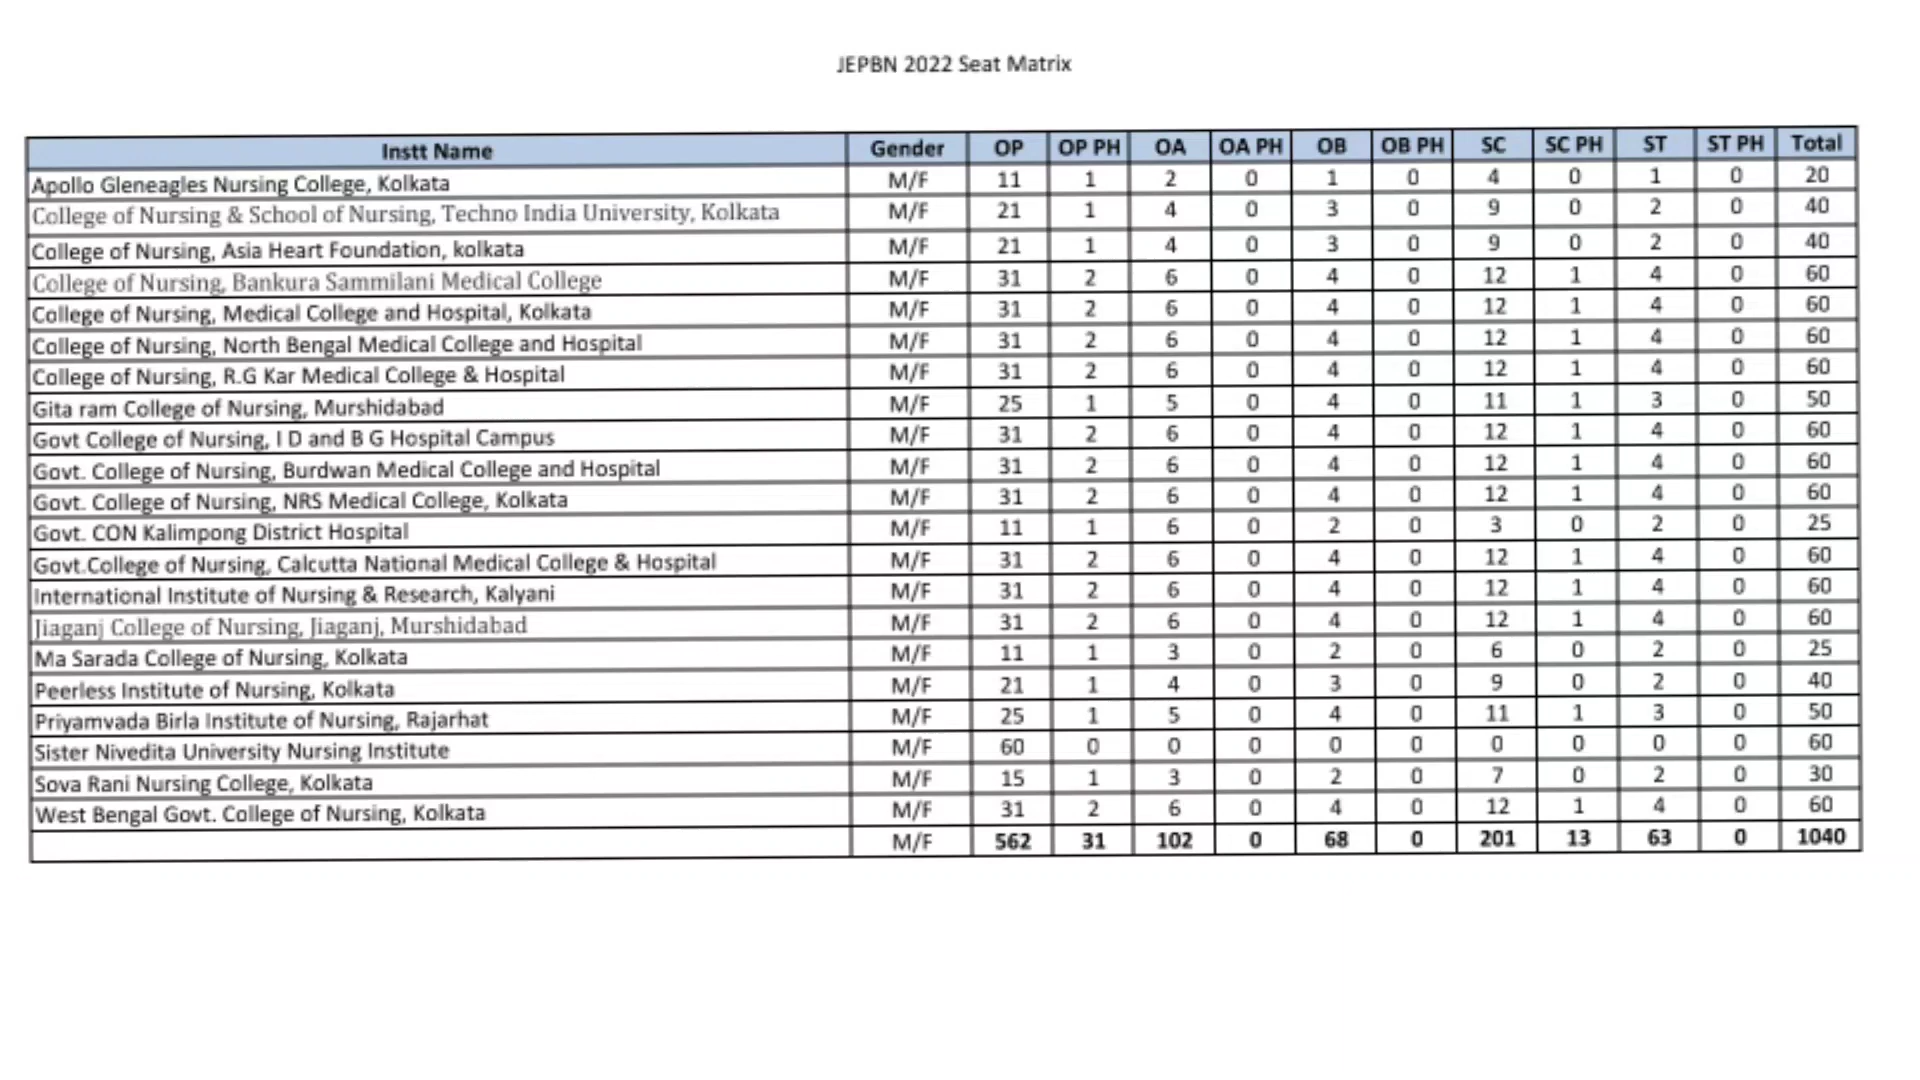 JEPBN 2022 Seat Matrix
Instt Name Gender OP OP PH OA OA PH OB OB PH SC SC PH ST ST PH Total
Apollo Gleneagles Nursing College, Kolkata M/F 11 1 2 0 1 0 4 0 1 0 20
College of Nursing & School of Nursing, Techno India University, Kolkata M/F 21 1 4 0 3 0 9 0 2 0 40
College of Nursing, Asia Heart Foundation, kolkata M/F 21 1 4 0 3 0 9 0 2 0 40
College of Nursing, Bankura Sammilani Medical College M/F 31 2 6 0 4 0 12 1 4 0 60
College of Nursing, Medical College and Hospital, Kolkata M/F 31 2 6 0 4 0 12 1 4 0 60
College of Nursing, North Bengal Medical College and Hospital M/F 31 2 6 0 4 0 12 1 4 0 60
College of Nursing, R.G Kar Medical College & Hospital M/F 31 2 6 0 4 0 12 1 4 0 60
Gita ram College of Nursing, Murshidabad M/F 25 1 5 0 4 0 11 1 3 0 50
Govt College of Nursing, I D and B G Hospital Campus M/F 31 2 6 0 4 0 12 1 4 0 60
Govt. College of Nursing, Burdwan Medical College and Hospital M/F 31 2 6 0 4 0 12 1 4 0 60
Govt. College of Nursing, NRS Medical College, Kolkata M/F 31 2 6 0 4 0 12 1 4 0 60
Govt. CON Kalimpong District Hospital M/F 11 1 6 0 2 0 3 0 2 0 25
Govt.College of Nursing, Calcutta National Medical College & Hospital M/F 31 2 6 0 4 0 12 1 4 0 60
International Institute of Nursing & Research, Kalyani M/F 31 2 6 0 4 0 12 1 4 0 60
Jiaganj College of Nursing, Jiaganj, Murshidabad M/F 31 2 6 0 4 0 12 1 4 0 60
Ma Sarada College of Nursing, Kolkata M/F 11 1 3 0 2 0 6 0 2 0 25
Peerless Institute of Nursing, Kolkata M/F 21 1 4 0 3 0 9 0 2 0 40
Priyamvada Birla Institute of Nursing, Rajarhat M/F 25 1 5 0 4 0 11 1 3 0 50
Sister Nivedita University Nursing Institute M/F 60 0 0 0 0 0 0 0 0 0 60
Sova Rani Nursing College, Kolkata M/F 15 1 3 0 2 0 7 0 2 0 30
West Bengal Govt. College of Nursing, Kolkata M/F 31 2 6 0 4 0 12 1 4 0 60
M/F 562 31 102 0 68 0 201 13 63 0 1040